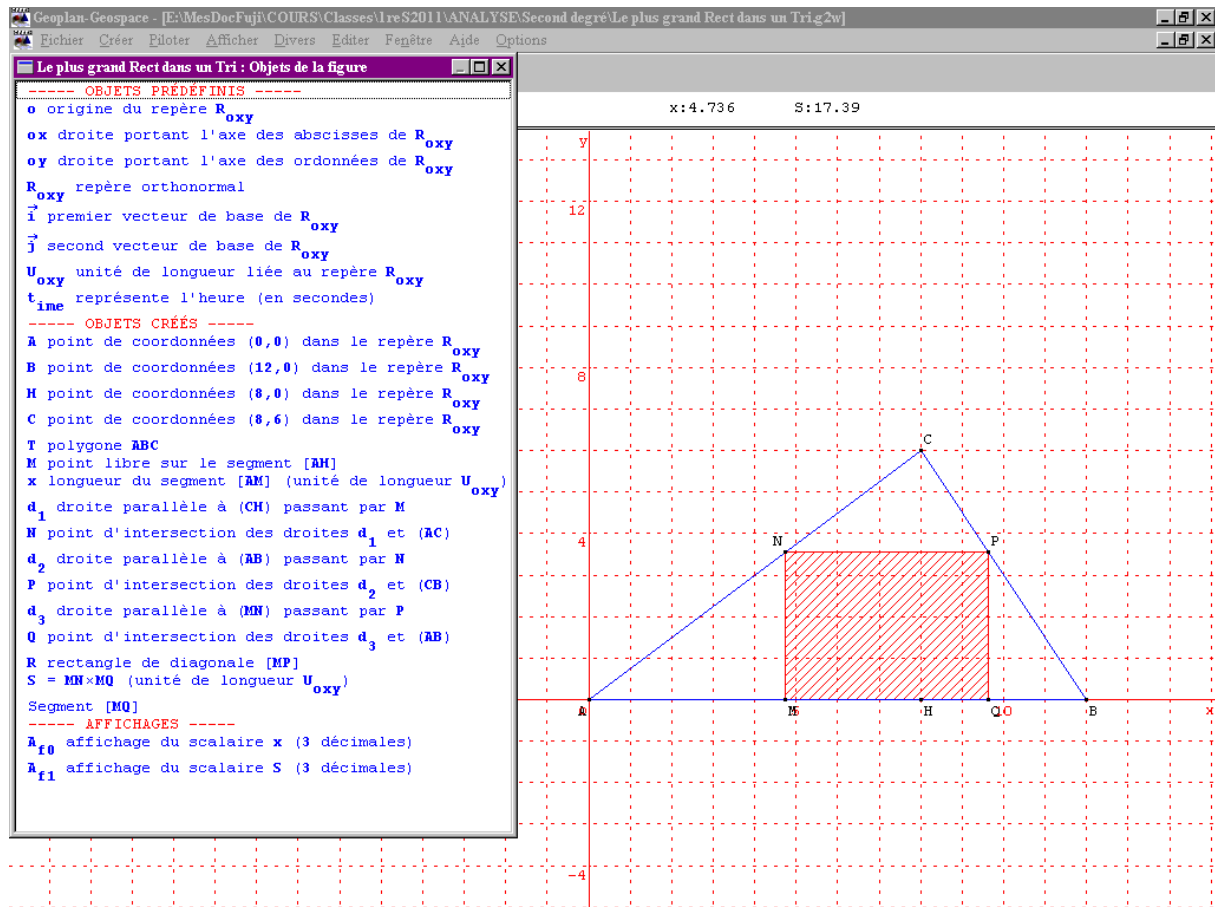 Geoplan-Geospace - [E:\MesDocFuji\COURS\Classes\1reS2011\ANALYSE\Second degré\Le plus grand Rect dans un Tri.g2w]
Fichier Créer Piloter Afficher Divers Editer Fenêtre Aide Options
Le plus grand Rect dans un Tri : Objets de la figure
----- OBJETS PRÉDÉFINIS -----
o origine du repère Roxy
ox droite portant l'axe des abscisses de Roxy
oy droite portant l'axe des ordonnées de Roxy
Roxy repère orthonormal
i premier vecteur de base de Roxy
j second vecteur de base de Roxy
Uoxy unité de longueur liée au repère Roxy
time représente l'heure (en secondes)
----- OBJETS CRÉÉS -----
A point de coordonnées (0,0) dans le repère Roxy
B point de coordonnées (12,0) dans le repère Roxy
H point de coordonnées (8,0) dans le repère Roxy
C point de coordonnées (8,6) dans le repère Roxy
T polygone ABC
M point libre sur le segment [AH]
x longueur du segment [AM] (unité de longueur Uoxy)
d1 droite parallèle à (CH) passant par M
N point d'intersection des droites d1 et (AC)
d2 droite parallèle à (AB) passant par N
P point d'intersection des droites d2 et (CB)
d3 droite parallèle à (MN) passant par P
Q point d'intersection des droites d3 et (AB)
R rectangle de diagonale [MP]
S = MN×MQ (unité de longueur Uoxy)
Segment [MQ]
----- AFFICHAGES -----
Af0 affichage du scalaire x (3 décimales)
Af1 affichage du scalaire S (3 décimales)
x:4.736 S:17.39
y
12
8
C
4
N P
A M H Q 10 B x
-4